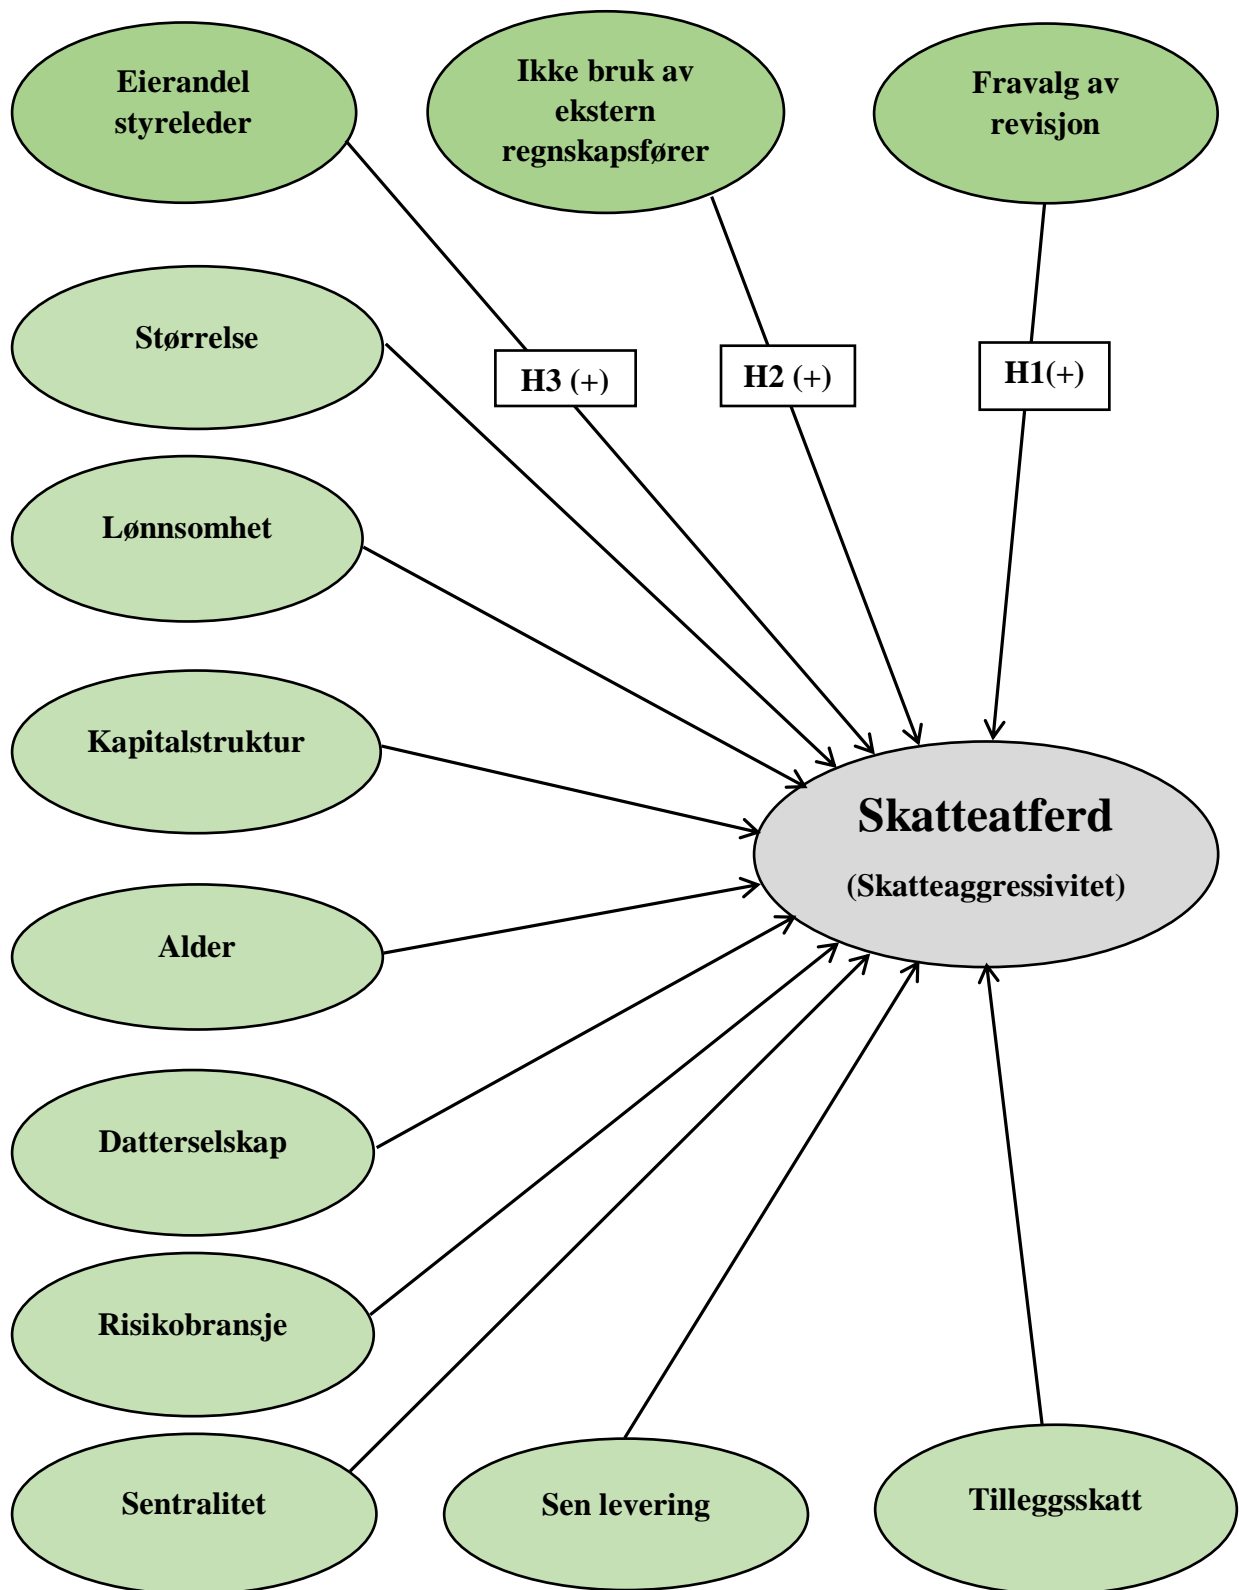 Eierandel
styreleder
Ikke bruk av
ekstern
regnskapsfører
Fravalg av
revisjon
Størrelse
H3 (+)
H2 (+)
H1(+)
Lønnsomhet
Kapitalstruktur
Skatteatferd
(Skatteaggressivitet)
Alder
Datterselskap
Risikobransje
Sentralitet
Sen levering
Tilleggsskatt